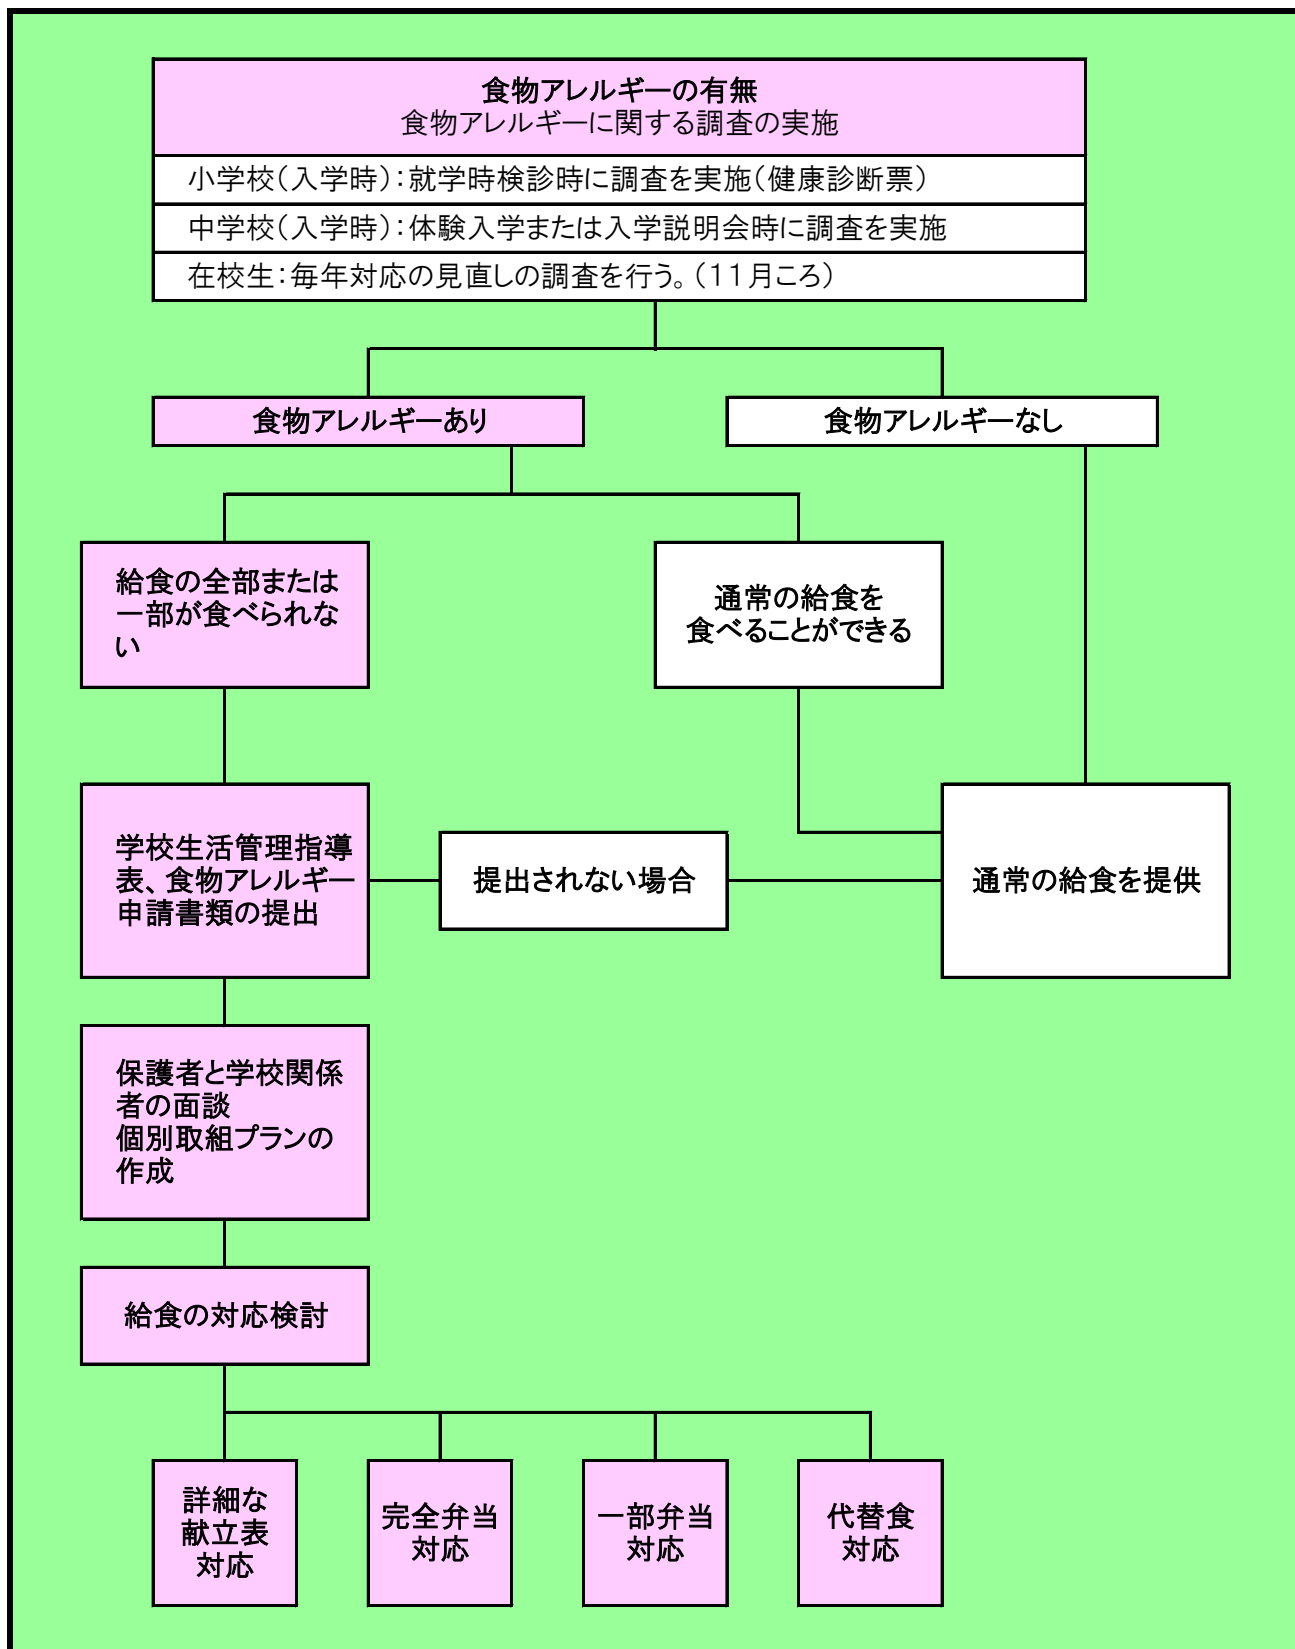 食物アレルギーの有無
食物アレルギーに関する調査の実施
小学校(入学時):就学時検診時に調査を実施(健康診断票)
中学校(入学時):体験入学または入学説明会時に調査を実施
在校生:毎年対応の見直しの調査を行う。(11月ころ)
食物アレルギーあり
食物アレルギーなし
給食の全部または
一部が食べられな
い
通常の給食を
食べることができる
学校生活管理指導
表、食物アレルギー
申請書類の提出
提出されない場合
通常の給食を提供
保護者と学校関係
者の面談
個別取組プランの
作成
給食の対応検討
詳細な
献立表
対応
完全弁当
対応
一部弁当
対応
代替食
対応